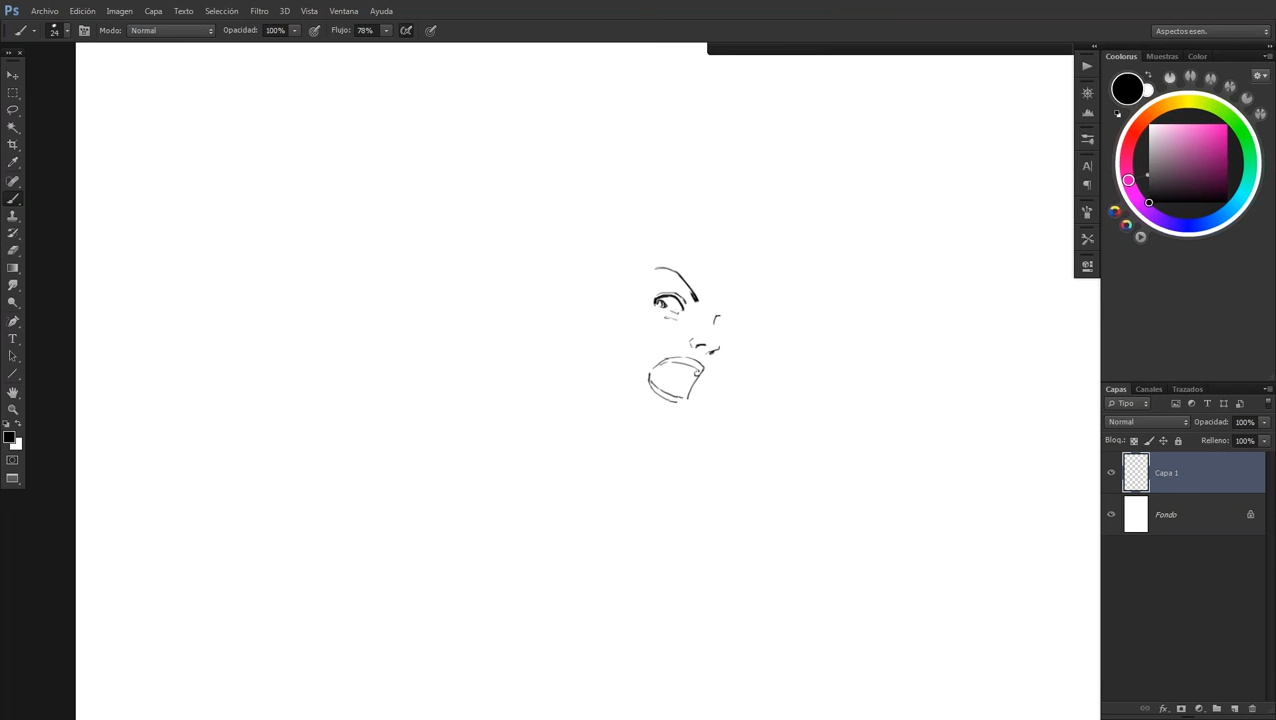 Ps Archivo Edición Imagen Capa Texto Selección Filtro 3D Vista Ventana Ayuda
24 Modo: Normal Opacidad: 100% Flujo: 78% Aspectos esen.
Coolorus Muestras Color
Capas Canales Trazados
Tipo
Normal Opacidad: 100%
Bloq.: Relleno: 100%
Capa 1
Fondo